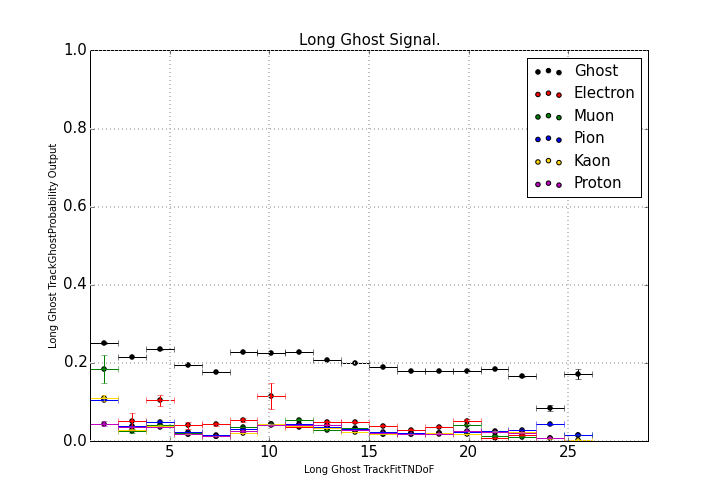 Long Ghost Signal.
1.0
0.8
0.6
0.4
0.2
0.0
Long Ghost TrackGhostProbability Output
Ghost
Electron
Muon
Pion
Kaon
Proton
5
10
15
20
25
Long Ghost TrackFitTNDoF